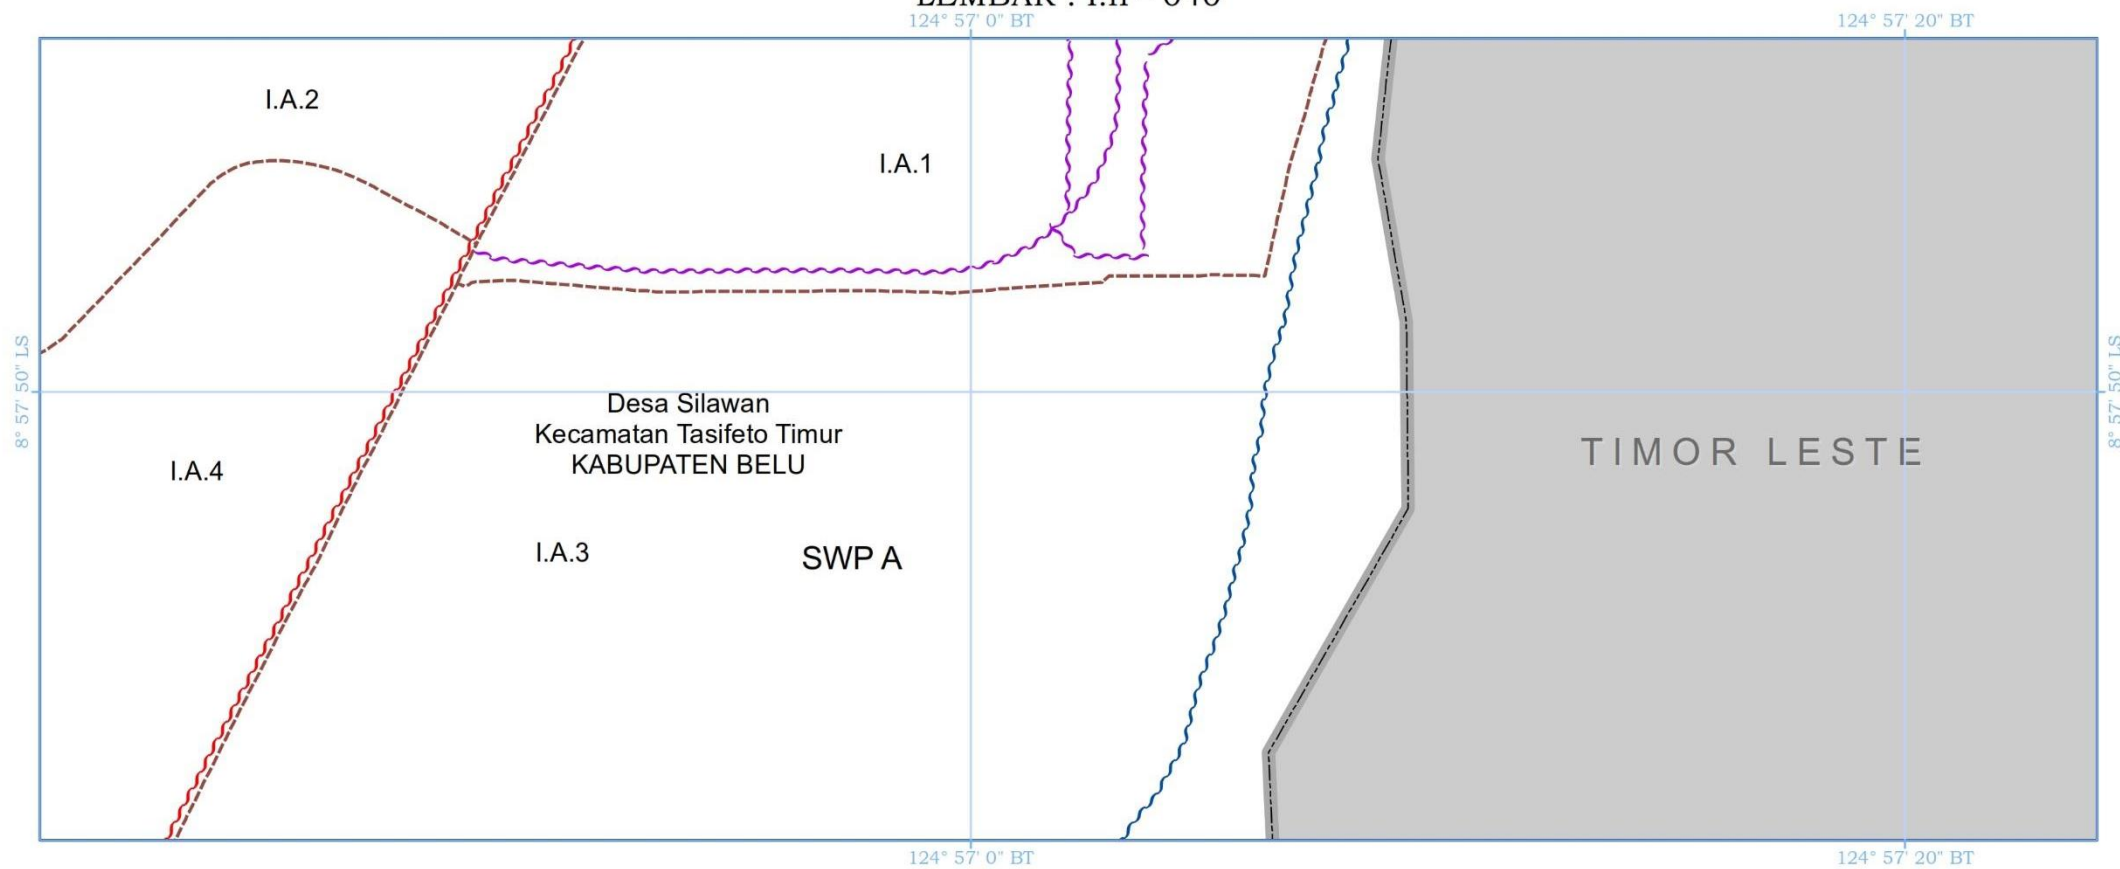 124° 57' 0" BT
124° 57' 20" BT
I.A.2
I.A.1
8° 57' 50" LS
8° 57' 50" LS
Desa Silawan
Kecamatan Tasifeto Timur
KABUPATEN BELU
TIMOR LESTE
I.A.4
I.A.3
SWP A
124° 57' 0" BT
124° 57' 20" BT